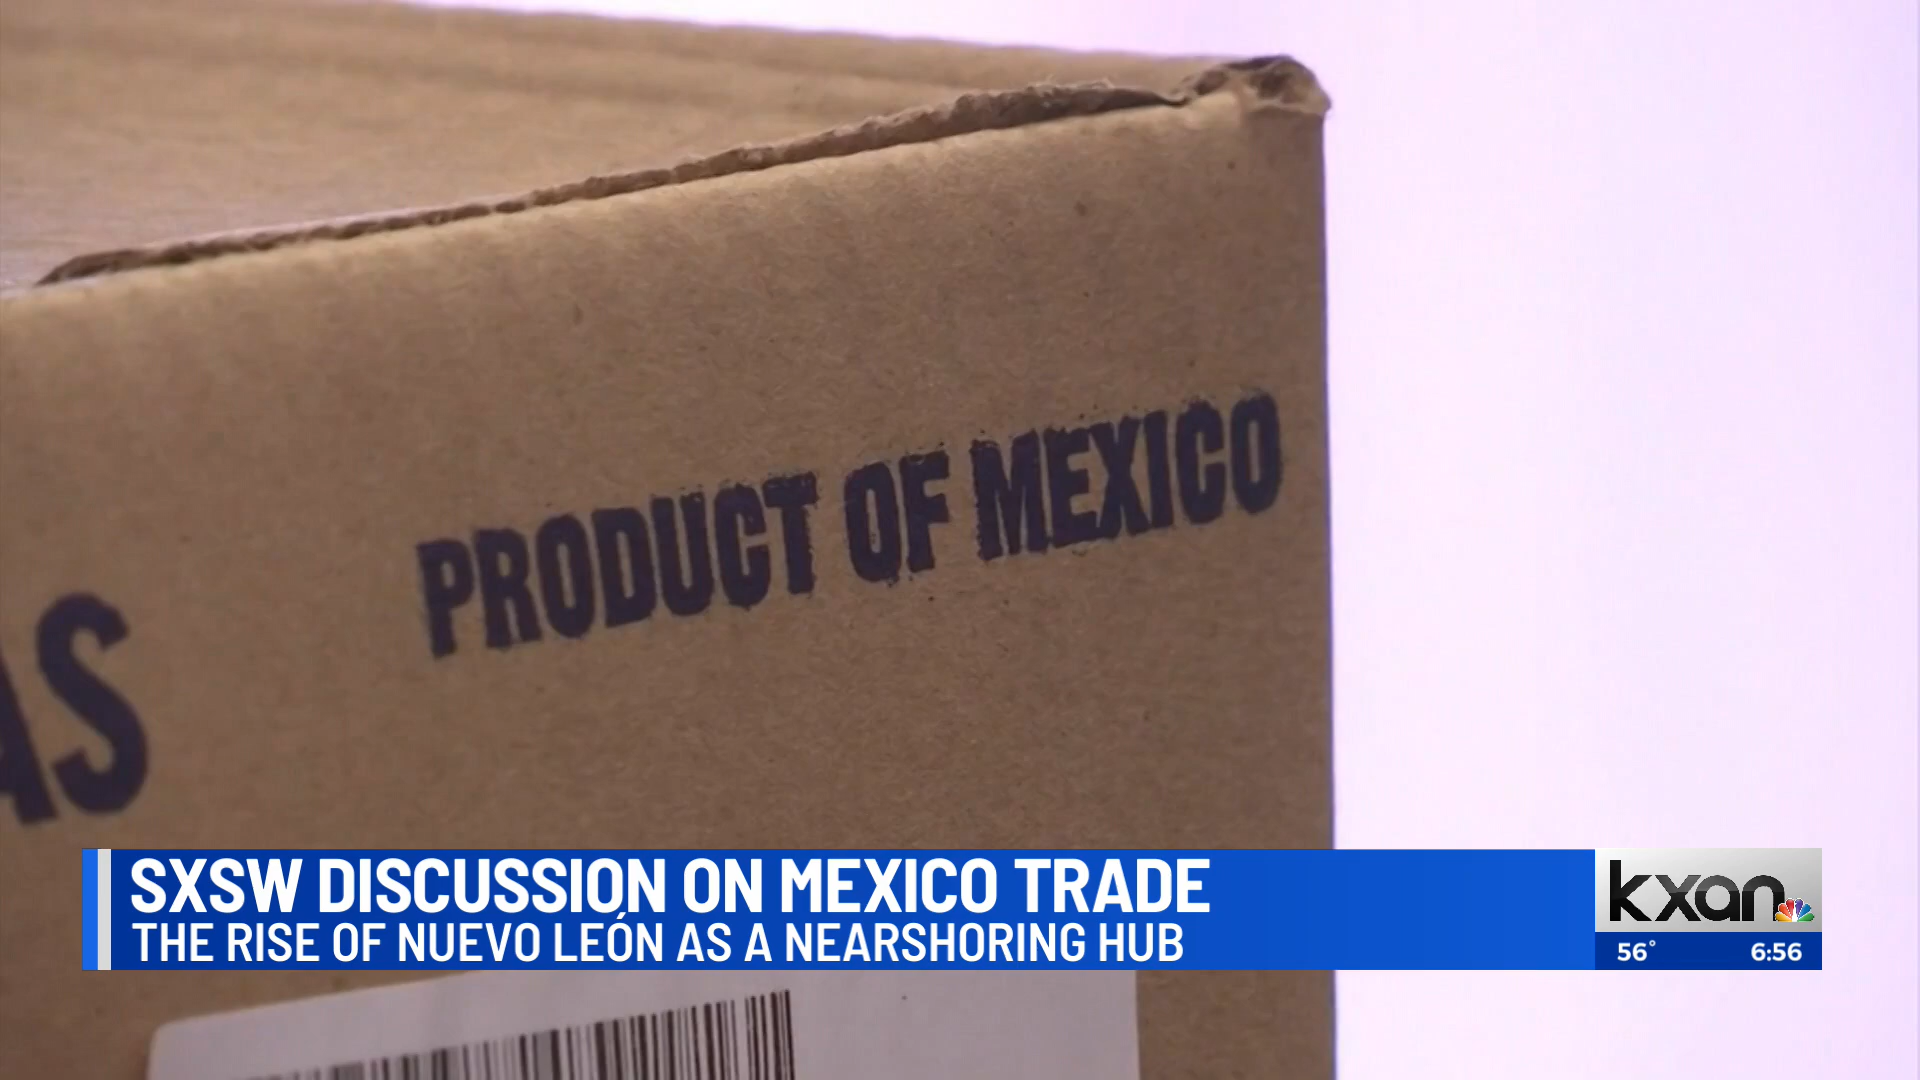 PRODUCT OF MEXICO
AS
SXSW DISCUSSION ON MEXICO TRADE
THE RISE OF NUEVO LEÓN AS A NEARSHORING HUB
kxan
56° 6:56